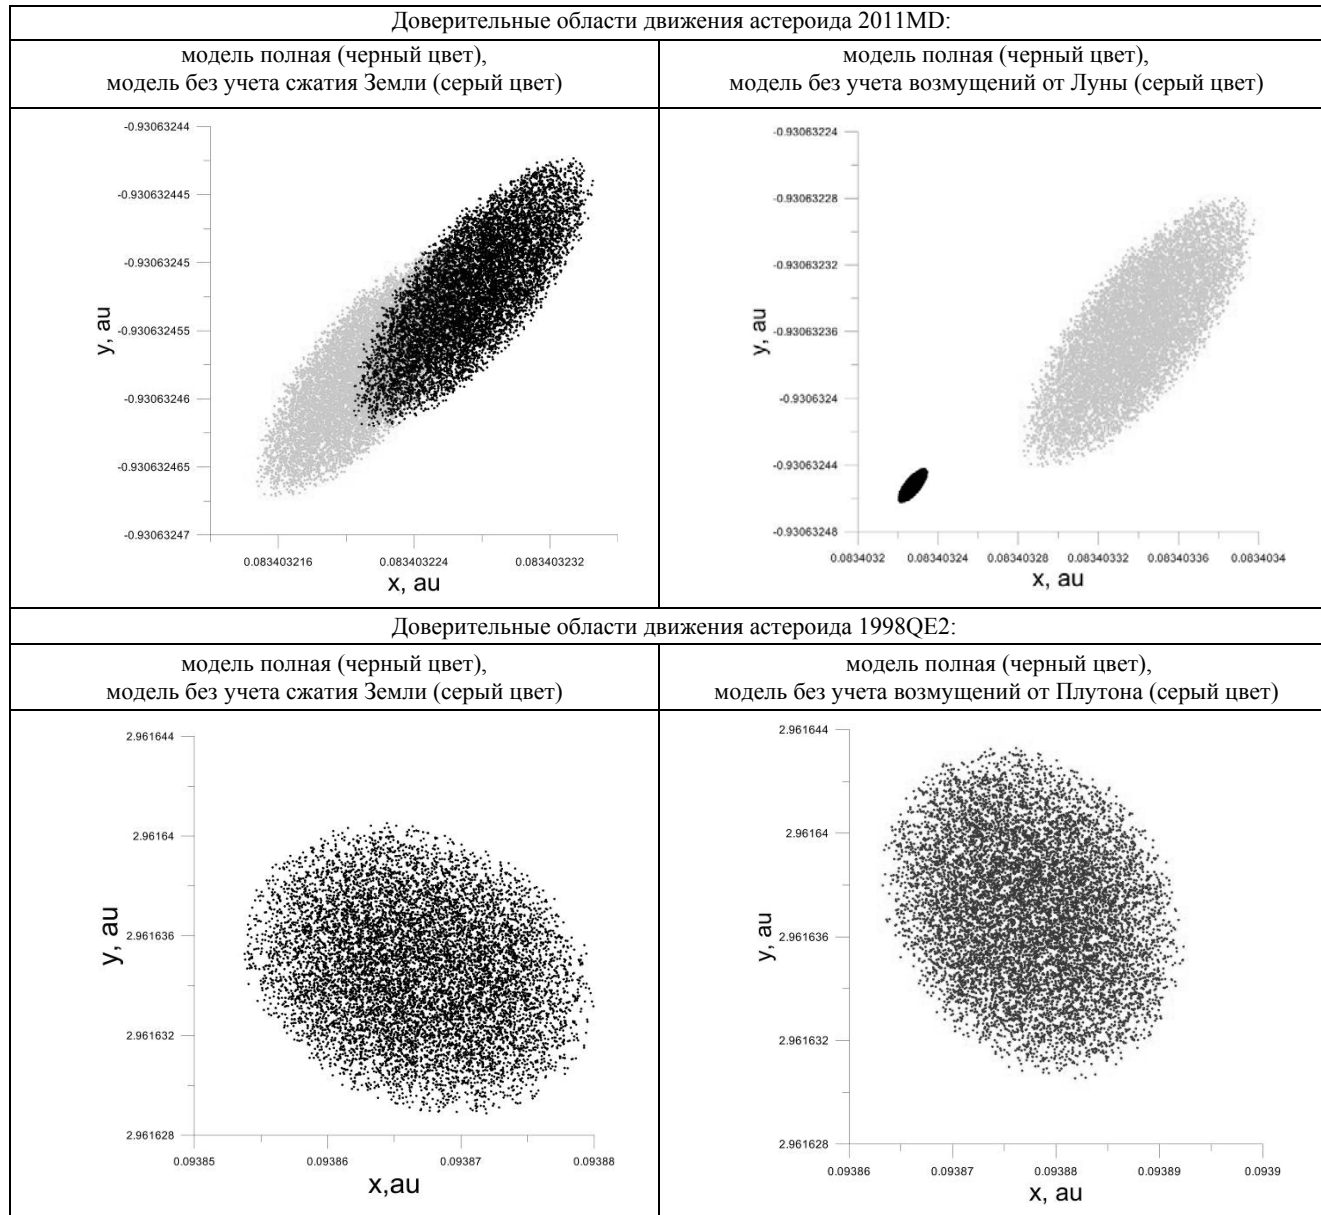 Доверительные области движения астероида 2011MD:
модель полная (черный цвет),
модель без учета сжатия Земли (серый цвет)
модель полная (черный цвет),
модель без учета возмущений от Луны (серый цвет)
-0.93063244
-0.930632445
-0.93063245
-0.930632455
-0.93063246
-0.930632465
-0.93063247
y, au
0.083403216
0.083403224
0.083403232
x, au
-0.93063224
-0.93063228
-0.93063232
-0.93063236
-0.9306324
-0.93063244
-0.93063248
y, au
0.0834032
0.08340324
0.08340328
0.08340332
0.08340336
0.0834034
x, au
Доверительные области движения астероида 1998QE2:
модель полная (черный цвет),
модель без учета сжатия Земли (серый цвет)
модель полная (черный цвет),
модель без учета возмущений от Плутона (серый цвет)
2.961644
2.96164
2.961636
2.961632
2.961628
y, au
0.09385
0.09386
0.09387
0.09388
x,au
2.961644
2.96164
2.961636
2.961632
2.961628
y, au
0.09386
0.09387
0.09388
0.09389
0.0939
x, au